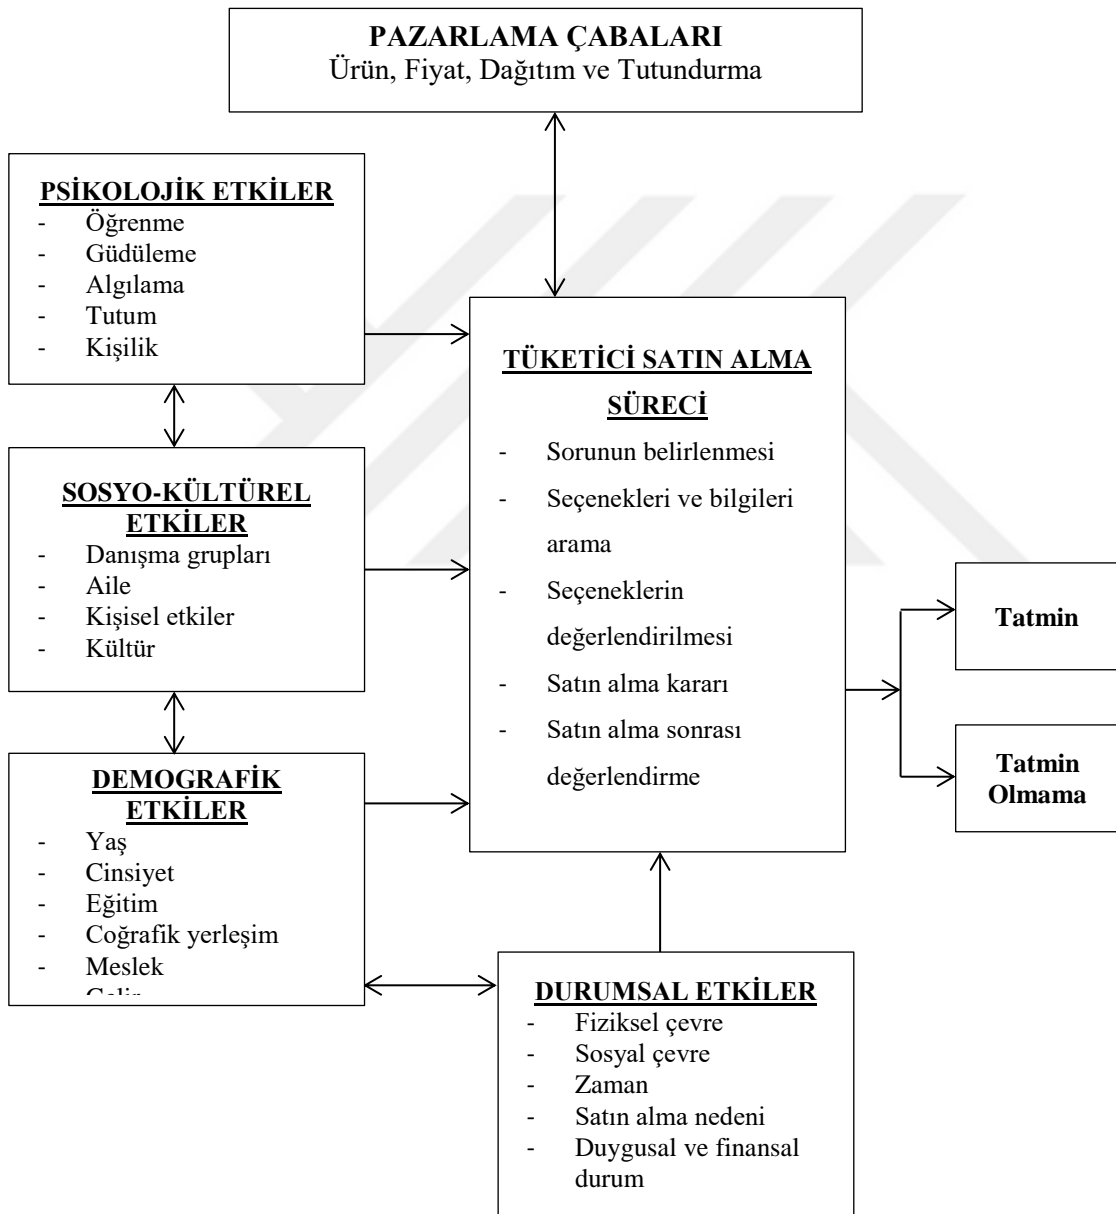 PAZARLAMA ÇABALARI
Ürün, Fiyat, Dağıtım ve Tutundurma
PSİKOLOJİK ETKİLER
- Öğrenme
- Güdüleme
- Algılama
- Tutum
- Kişilik
SOSYO-KÜLTÜREL
ETKİLER
- Danışma grupları
- Aile
- Kişisel etkiler
- Kültür
DEMOGRAFİK
ETKİLER
- Yaş
- Cinsiyet
- Eğitim
- Coğrafik yerleşim
- Meslek
- Gelir
TÜKETİCİ SATIN ALMA
SÜRECİ
- Sorunun belirlenmesi
- Seçenekleri ve bilgileri
arama
- Seçeneklerin
değerlendirilmesi
- Satın alma kararı
- Satın alma sonrası
değerlendirme
DURUMSAL ETKİLER
- Fiziksel çevre
- Sosyal çevre
- Zaman
- Satın alma nedeni
- Duygusal ve finansal
durum
Tatmin
Tatmin
Olmama